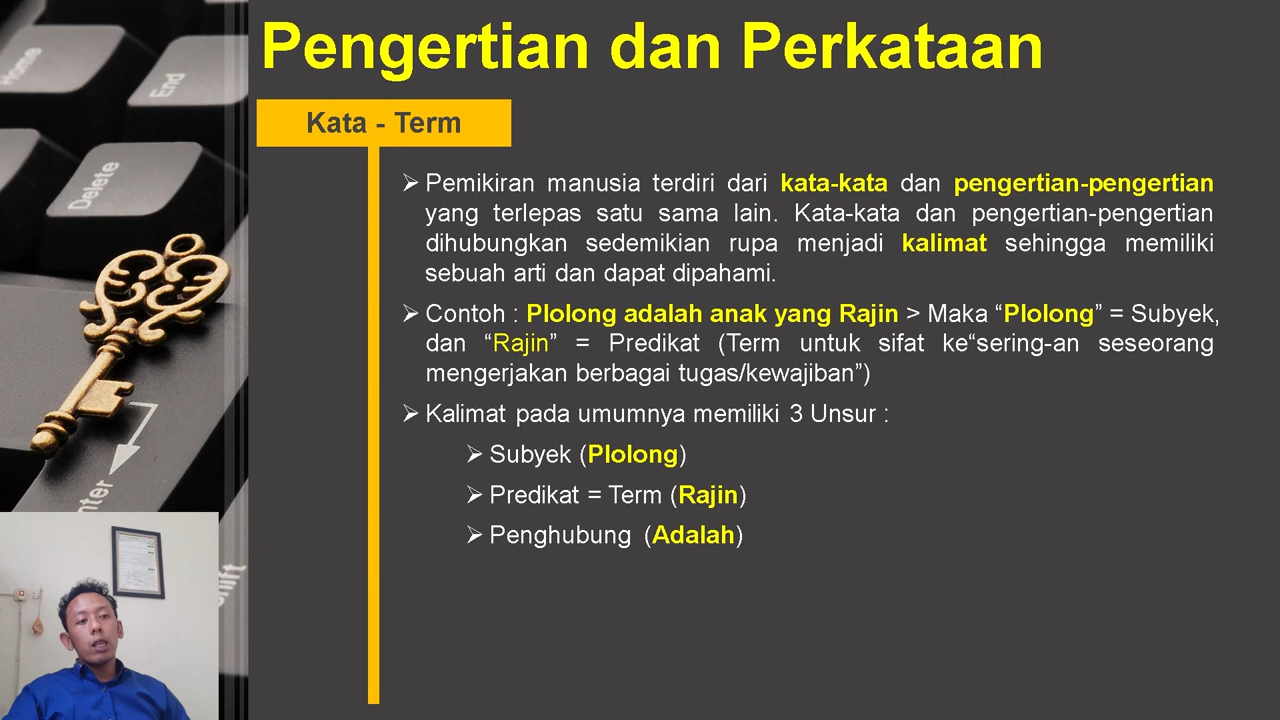 Pengertian dan Perkataan
Kata - Term
➢ Pemikiran manusia terdiri dari kata-kata dan pengertian-pengertian
yang terlepas satu sama lain. Kata-kata dan pengertian-pengertian
dihubungkan sedemikian rupa menjadi kalimat sehingga memiliki
sebuah arti dan dapat dipahami.
➢ Contoh : Plolong adalah anak yang Rajin > Maka “Plolong” = Subyek,
dan “Rajin” = Predikat (Term untuk sifat ke“sering-an seseorang
mengerjakan berbagai tugas/kewajiban”)
➢ Kalimat pada umumnya memiliki 3 Unsur :
➢ Subyek (Plolong)
➢ Predikat = Term (Rajin)
➢ Penghubung (Adalah)
Home
End
Delete
nter
hift